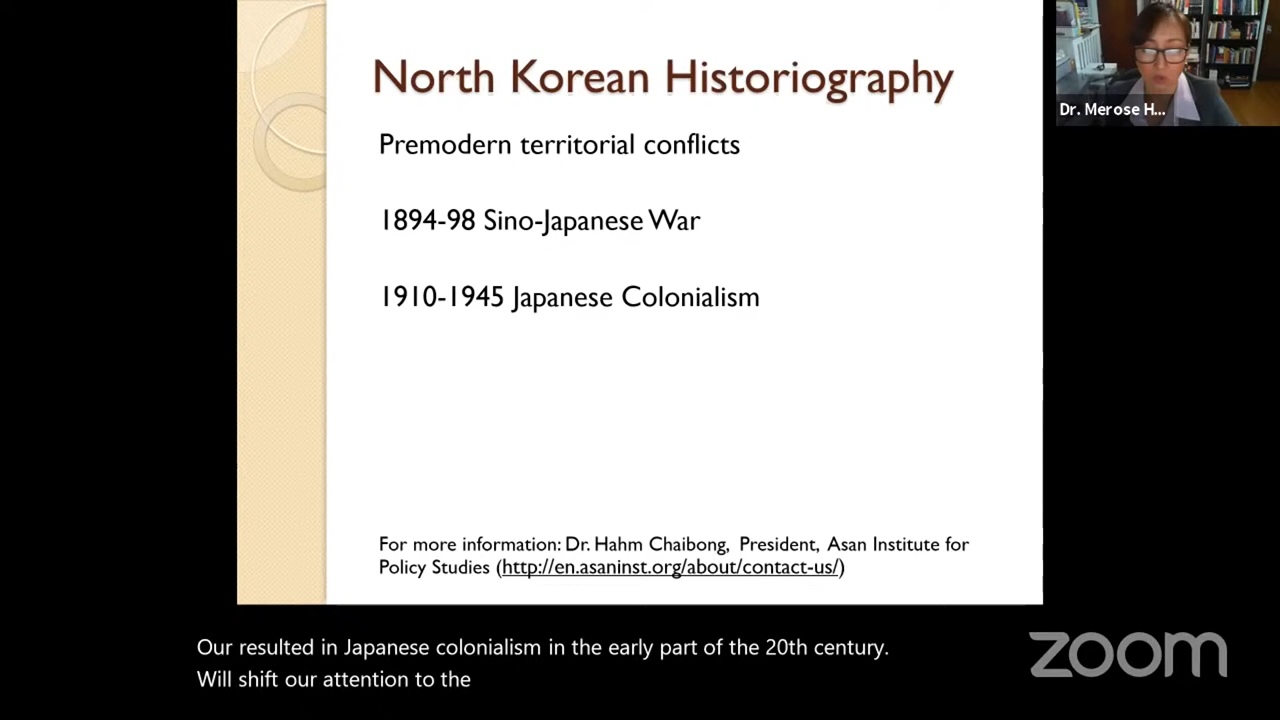 North Korean Historiography
Dr. Merose H...
Premodern territorial conflicts
1894-98 Sino-Japanese War
1910-1945 Japanese Colonialism
For more information: Dr. Hahm Chaibong, President, Asan Institute for
Policy Studies (http://en.asaninst.org/about/contact-us/)
Our resulted in Japanese colonialism in the early part of the 20th century.
Will shift our attention to the
zoom